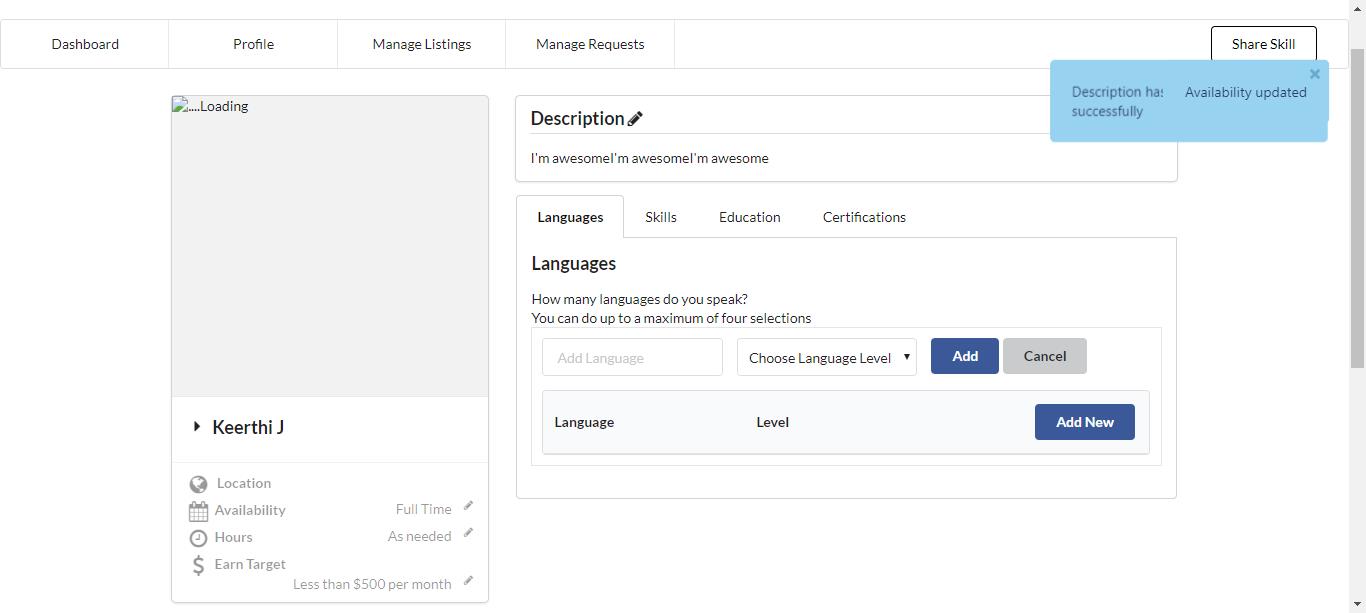 Dashboard
Profile
Manage Listings
Manage Requests
Share Skill
Description
successfully
Availability updated
....Loading
Description
I'm awesomeI'm awesomeI'm awesome
Languages
Skills
Education
Certifications
Languages
How many languages do you speak?
You can do up to a maximum of four selections
Add Language
Choose Language Level
Add
Cancel
Language
Level
Add New
Keerthi J
Location
Availability
Full Time
Hours
As needed
Earn Target
Less than $500 per month